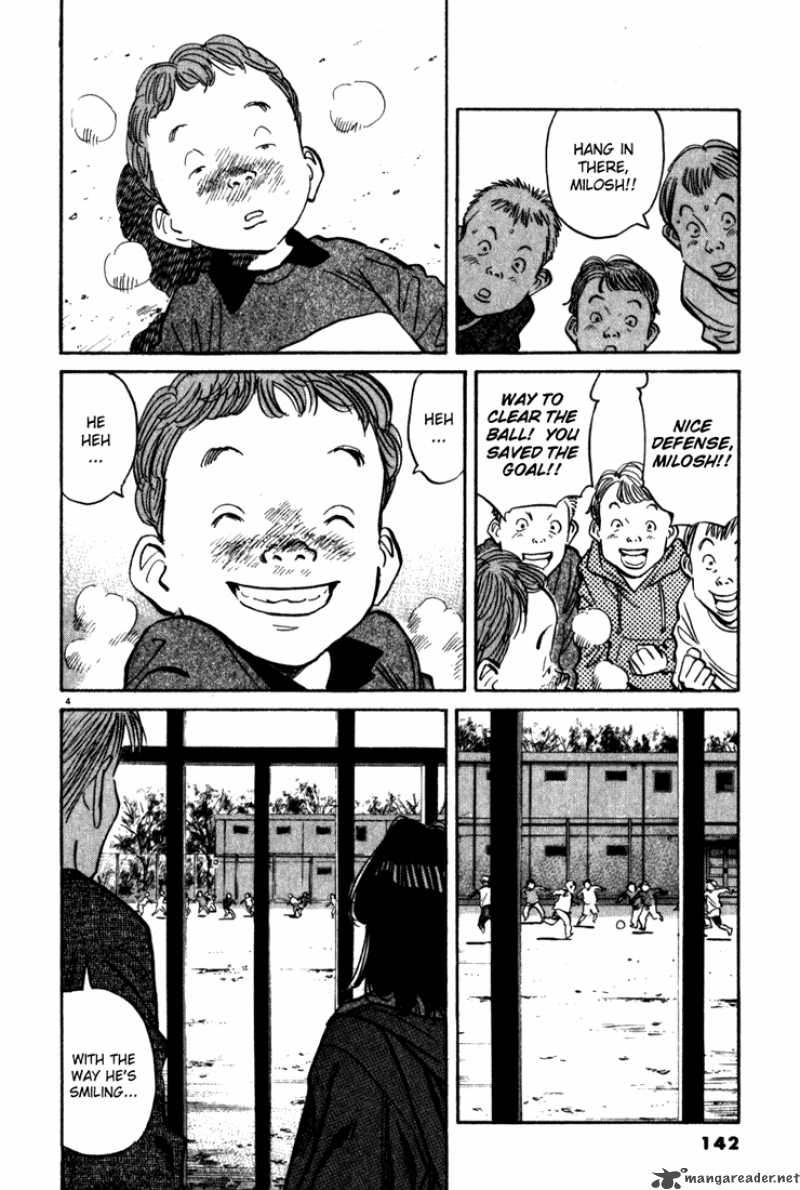 HANG IN
THERE,
MILOSH!!
NICE
DEFENSE,
MILOSH!!
WAY TO
CLEAR THE
BALL! YOU
SAVED THE
GOAL!!
HEH
...
HE
HEH
...
4
WITH THE
WAY HE'S
SMILING...
142
mangareader.net